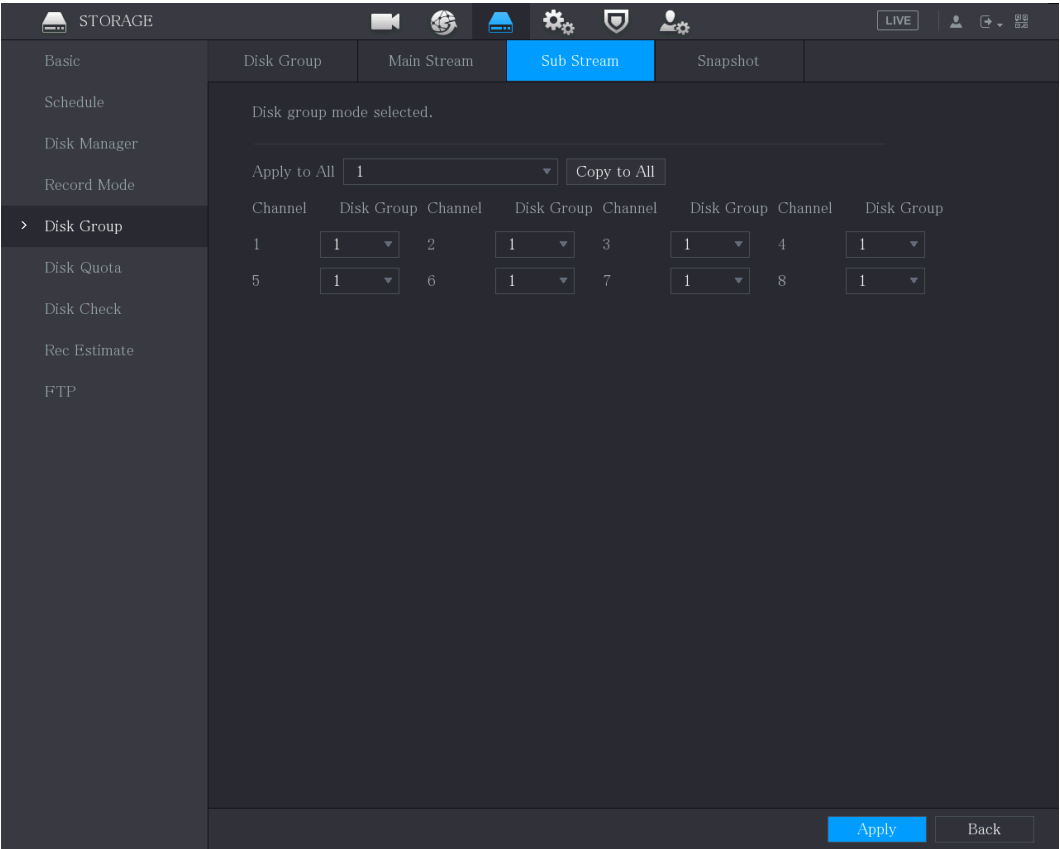 STORAGE LIVE
Basic
Schedule
Disk Manager
Record Mode
Disk Group
Disk Quota
Disk Check
Rec Estimate
FTP
Disk Group Main Stream Sub Stream Snapshot
Disk group mode selected.
Apply to All 1 Copy to All
Channel Disk Group Channel Disk Group Channel Disk Group Channel Disk Group
1 1 2 1 3 1 4 1
5 1 6 1 7 1 8 1
Apply Back